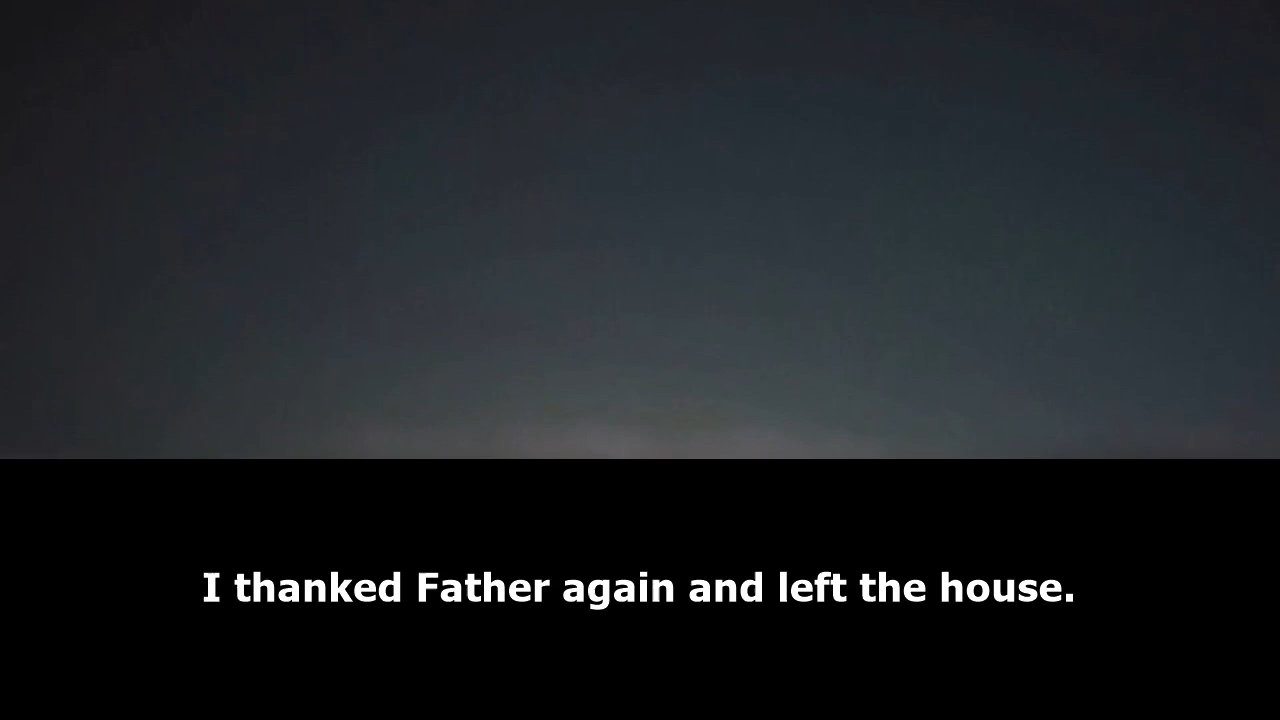 I thanked Father again and left the house.